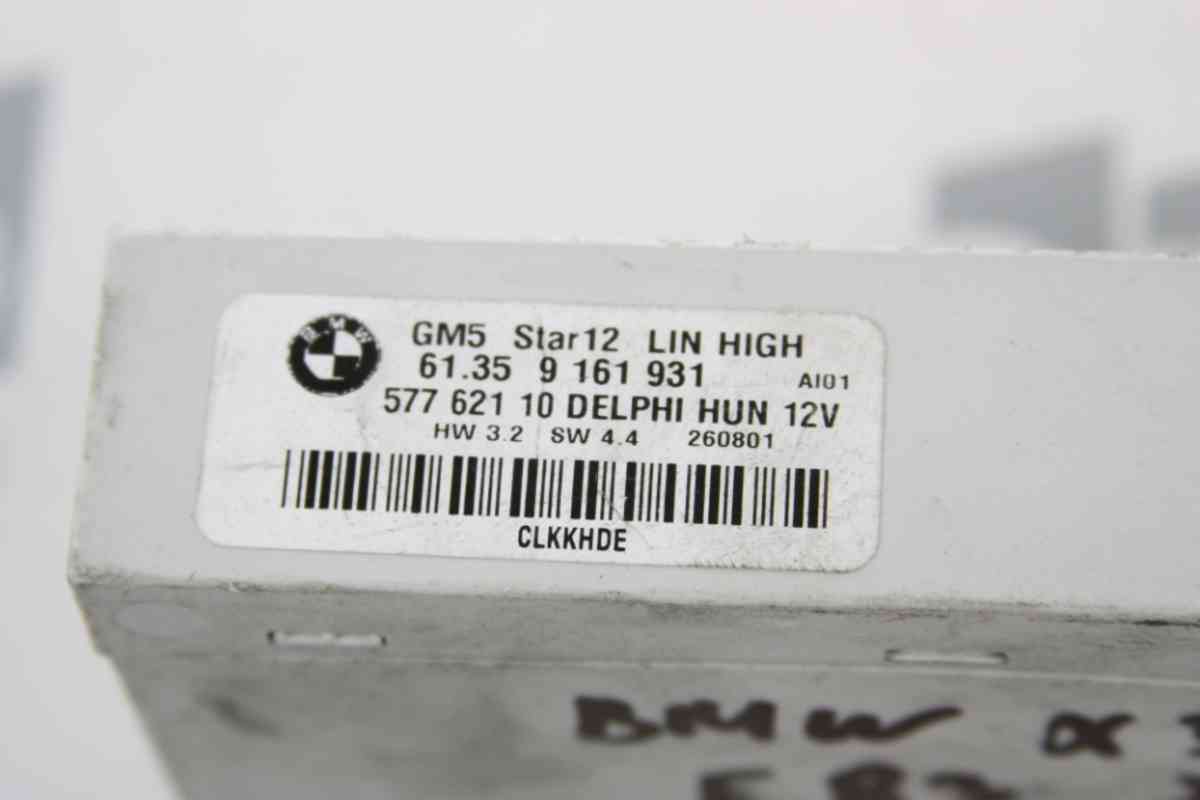 BMW
GM5 Star12 LIN HIGH
61.35 9 161 931 AI01
577 621 10 DELPHI HUN 12V
HW 3.2 SW 4.4 260801
CLKKHDE
BMW